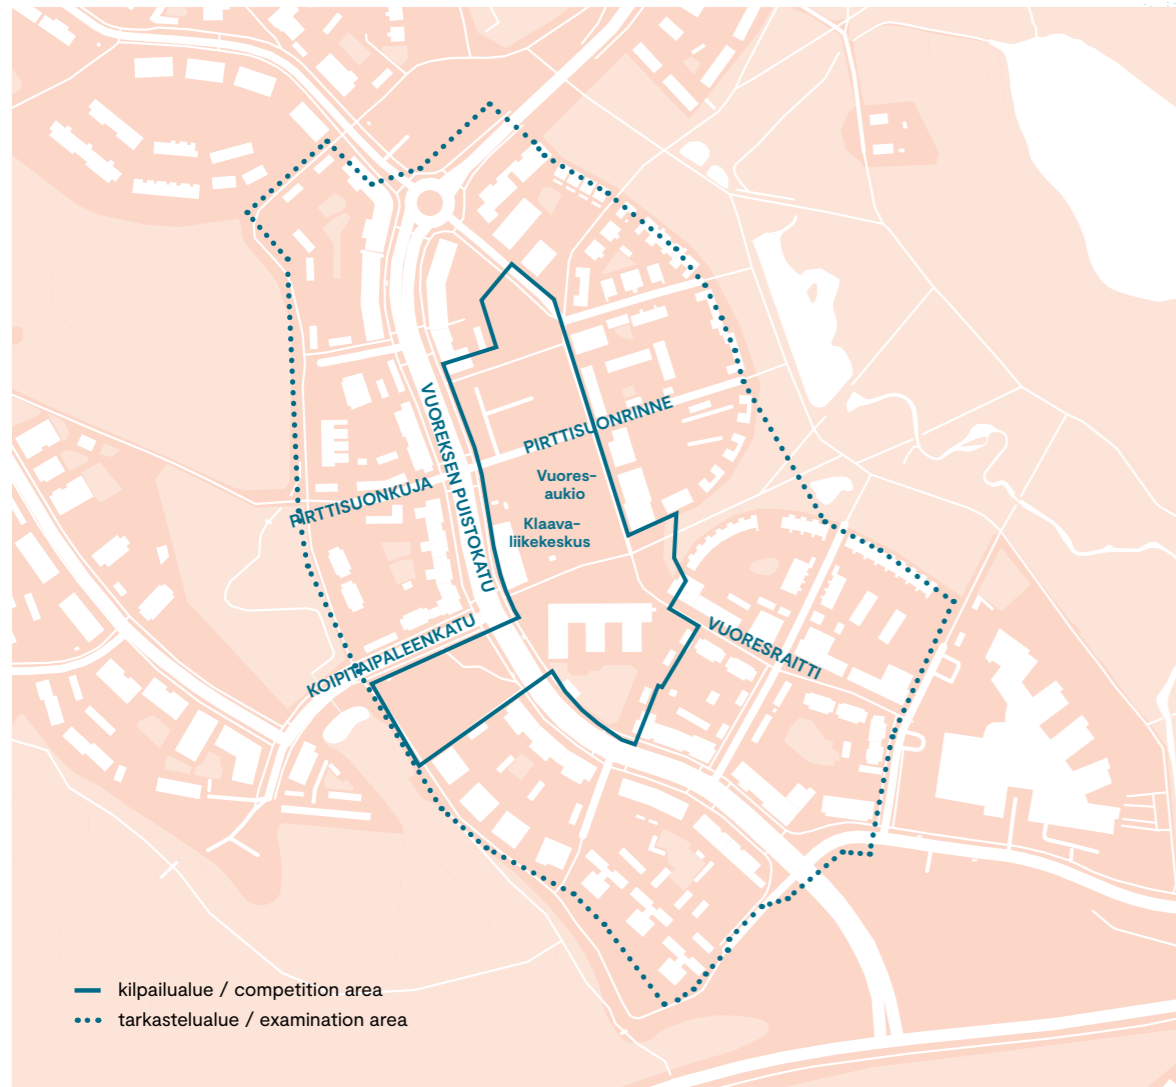 VUOREKSEN PUISTOKATU
PIRTTISUONRINNE
Vuores-
aukio
PIRTTISUONKUJA
Klaava-
liikekeskus
KOIPITAIPALEENKATU
VUORESRAITTI
kilpailualue / competition area
tarkastelualue / examination area